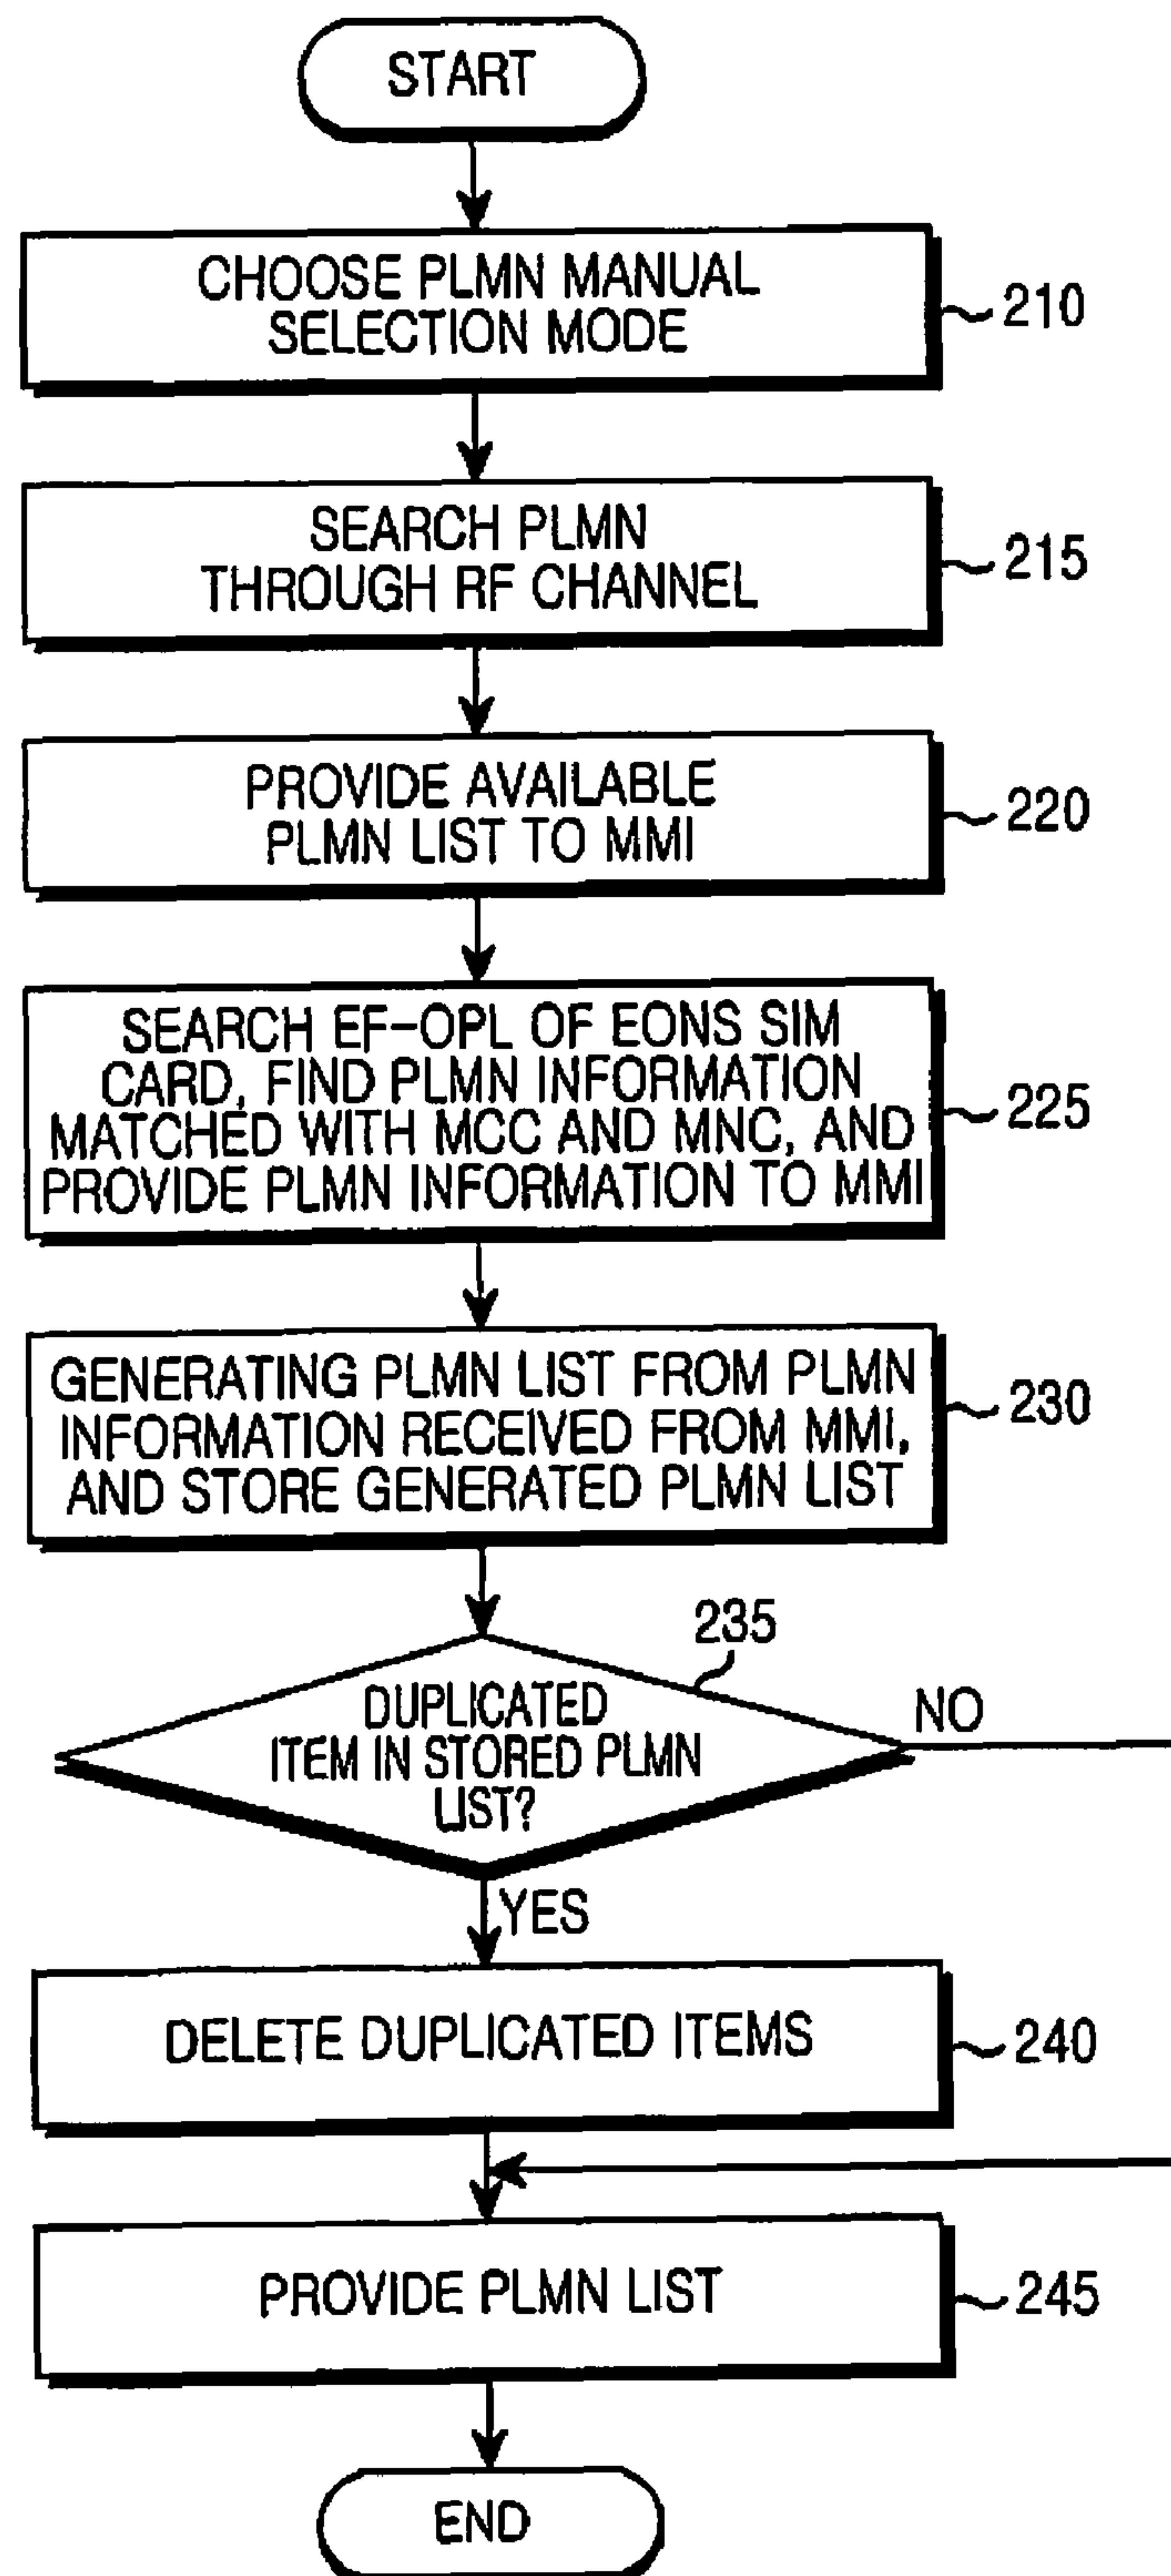 START
CHOOSE PLMN MANUAL
SELECTION MODE
210
SEARCH PLMN
THROUGH RF CHANNEL
215
PROVIDE AVAILABLE
PLMN LIST TO MMI
220
SEARCH EF-OPL OF EONS SIM
CARD, FIND PLMN INFORMATION
MATCHED WITH MCC AND MNC, AND
PROVIDE PLMN INFORMATION TO MMI
225
GENERATING PLMN LIST FROM PLMN
INFORMATION RECEIVED FROM MMI,
AND STORE GENERATED PLMN LIST
230
235
DUPLICATED
ITEM IN STORED PLMN
LIST?
NO
YES
DELETE DUPLICATED ITEMS
240
PROVIDE PLMN LIST
245
END